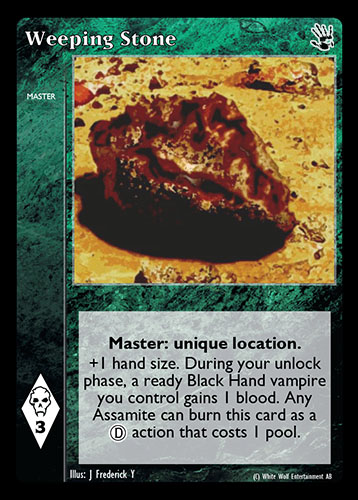 Weeping Stone
MASTER
Master: unique location.
+1 hand size. During your unlock
phase, a ready Black Hand vampire
you control gains 1 blood. Any
Assamite can burn this card as a
Ⓓ action that costs 1 pool.
3
Illus: J Frederick Y
(C) White Wolf Entertainment AB